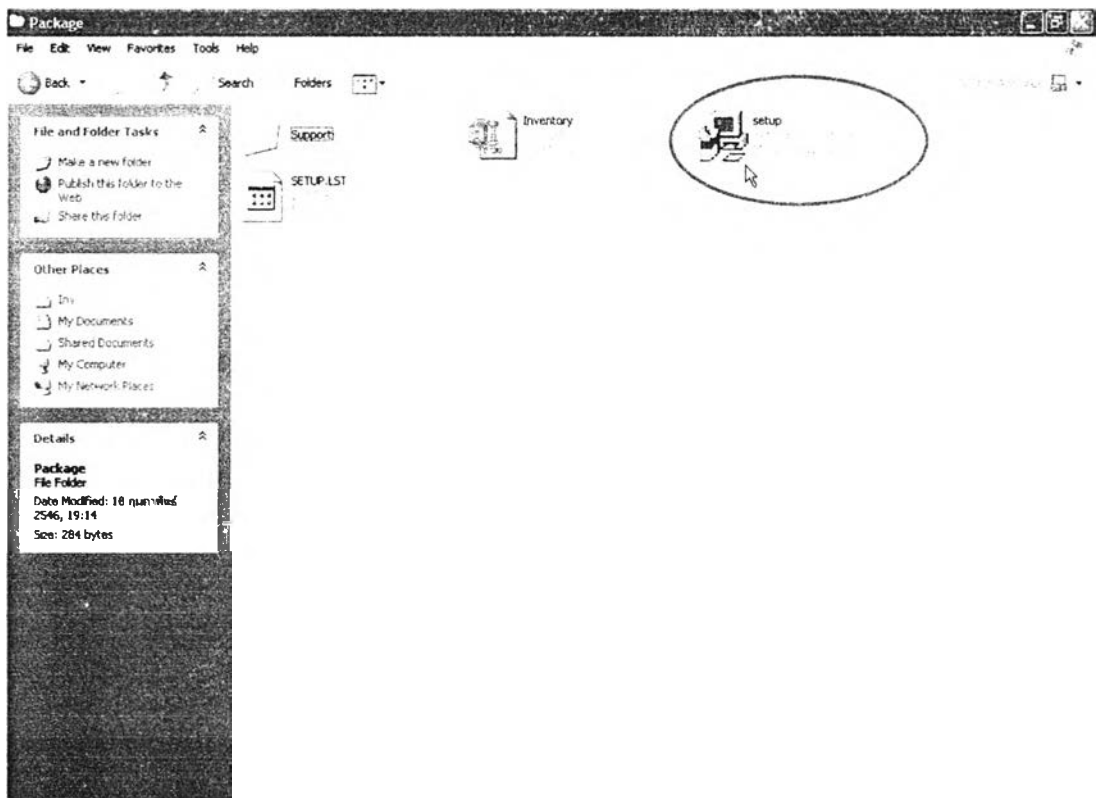 Package
File Edit View Favorites Tools Help
Back Search Folders
File and Folder Tasks
Make a new folder
Publish this folder to the
Web
Share this folder
Other Places
Inv
My Documents
Shared Documents
My Computer
My Network Places
Details
Package
File Folder
Date Modified: 18 กุมภาพันธ์
2546, 19:14
Size: 284 bytes
Support
SETUP.LST
Inventory
setup